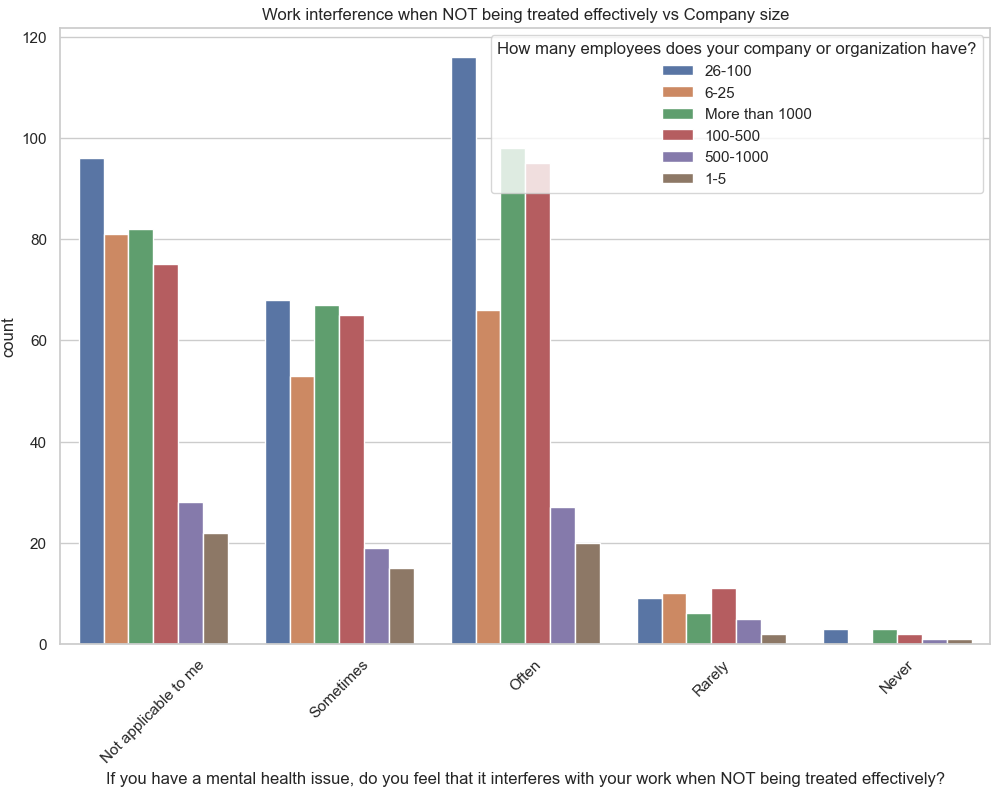 Work interference when NOT being treated effectively vs Company size
How many employees does your company or organization have?
26-100
6-25
More than 1000
100-500
500-1000
1-5
count
120
100
80
60
40
20
0
Not applicable to me
Sometimes
Often
Rarely
Never
If you have a mental health issue, do you feel that it interferes with your work when NOT being treated effectively?